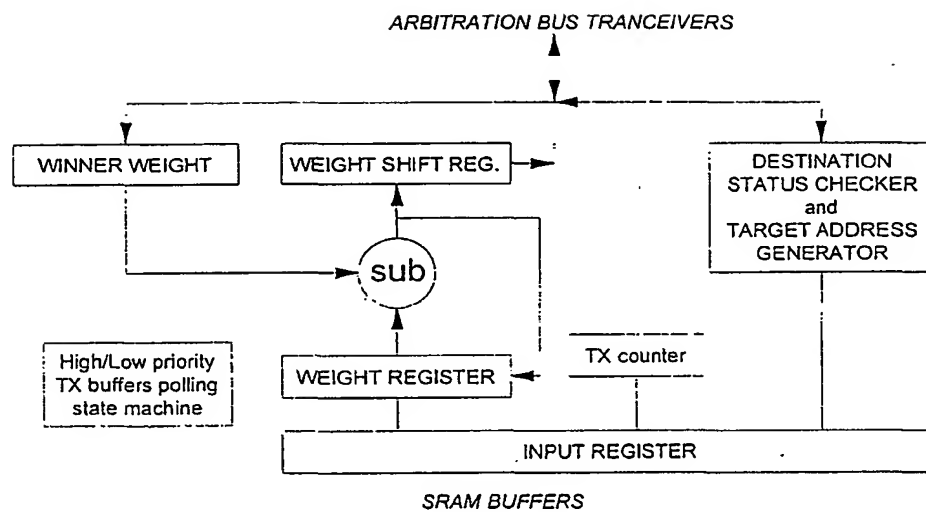 ARBITRATION BUS TRANCEIVERS
WINNER WEIGHT
WEIGHT SHIFT REG.
DESTINATION
STATUS CHECKER
and
TARGET ADDRESS
GENERATOR
sub
High/Low priority
TX buffers polling
state machine
WEIGHT REGISTER
TX counter
INPUT REGISTER
SRAM BUFFERS